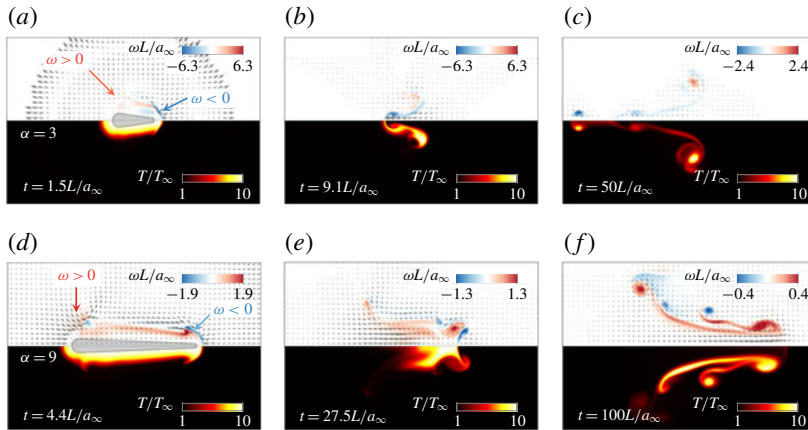 (a)
ωL/a∞
−6.3 6.3
ω > 0
ω < 0
α = 3
T/T∞
t = 1.5L/a∞
1 10
(b)
ωL/a∞
−6.3 6.3
T/T∞
t = 9.1L/a∞
1 10
(c)
ωL/a∞
−2.4 2.4
T/T∞
t = 50L/a∞
1 10
(d)
ω > 0
ωL/a∞
−1.9 1.9
ω < 0
α = 9
T/T∞
t = 4.4L/a∞
1 10
(e)
ωL/a∞
−1.3 1.3
T/T∞
t = 27.5L/a∞
1 10
(f)
ωL/a∞
−0.4 0.4
T/T∞
t = 100L/a∞
1 10